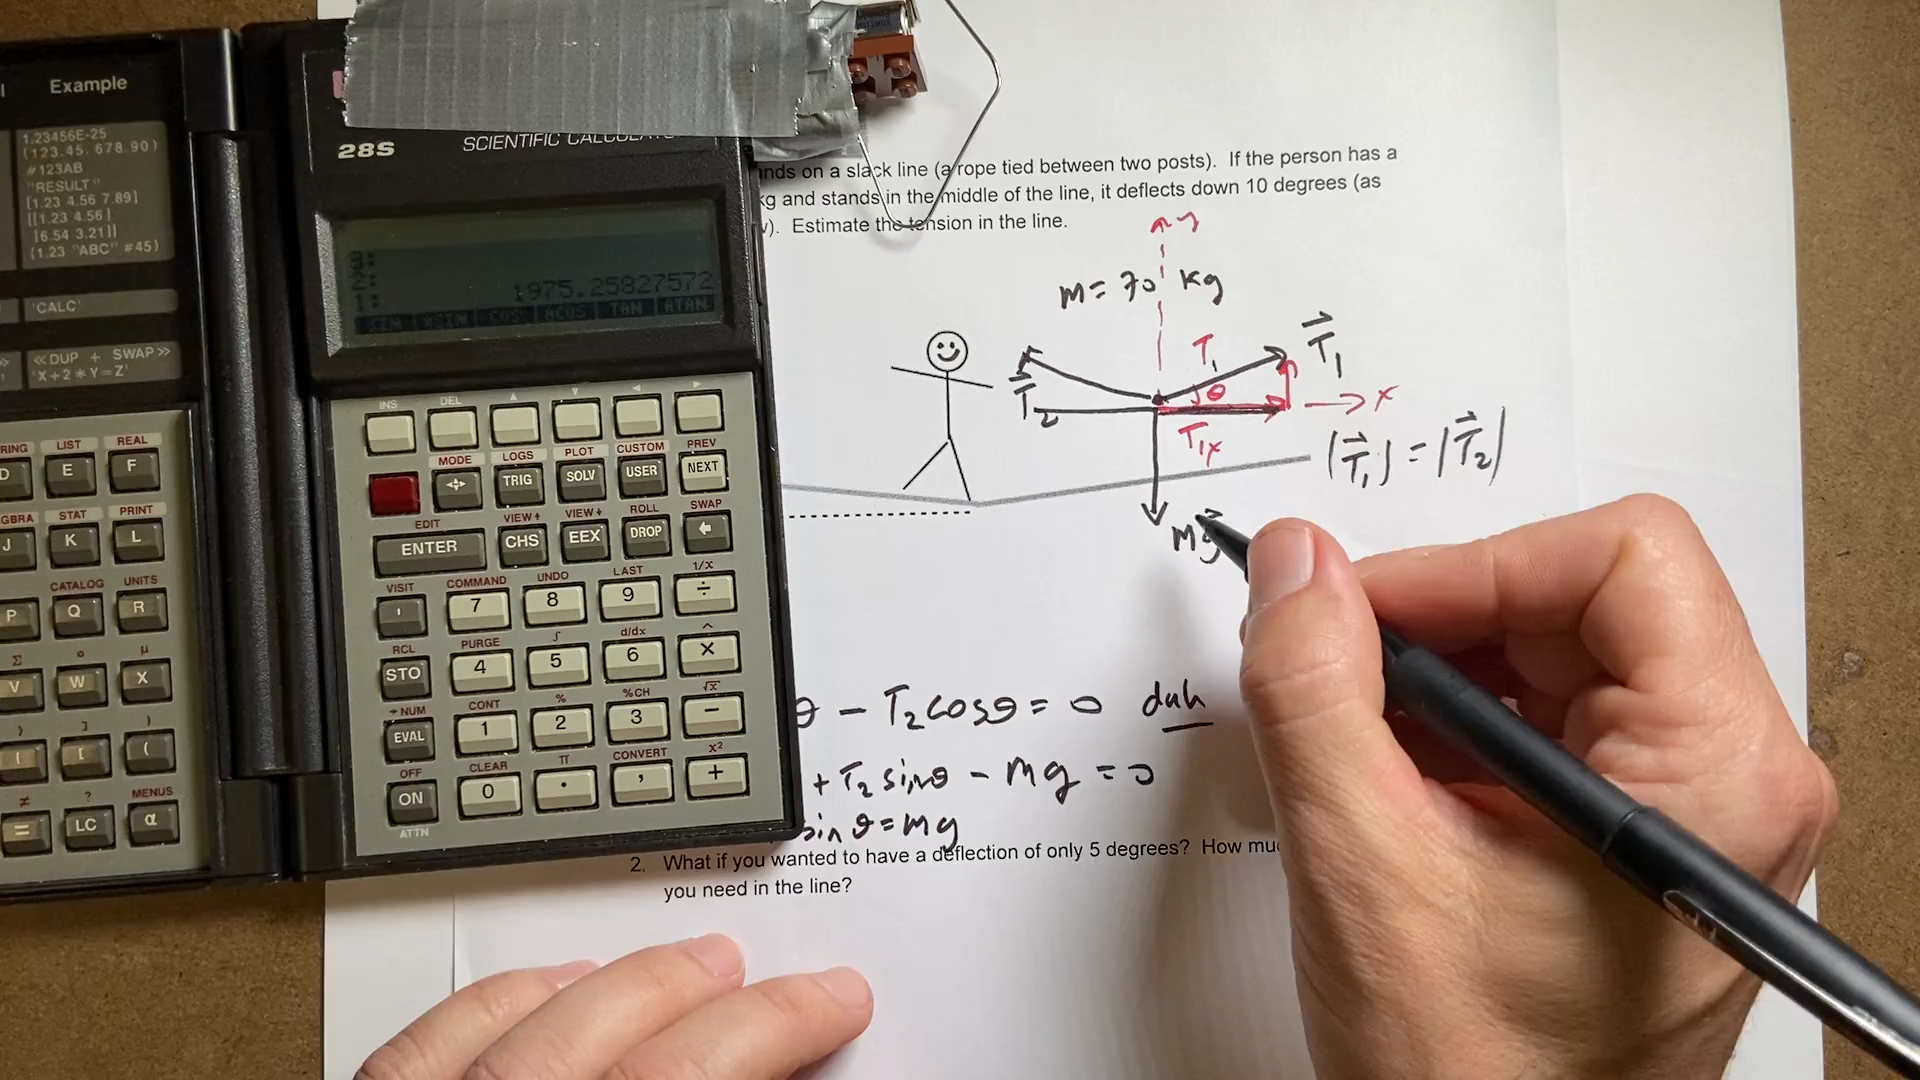 Example
1.23456E-25
(123.45, 678.90)
#123AB
"RESULT"
[1.23 4.56 7.89]
[[1.23 4.56]
[6.54 3.21]]
{1.23 "ABC" #45}
'CALC'
«DUP + SWAP»
'X+2*Y=Z'
28S
SCIENTIFIC
3:
2:
1: 1975.25827572
SIN ASIN COS ACOS TAN ATAN
INS DEL ▲ ▼ ◄ ►
MODE LOGS PLOT CUSTOM PREV
TRIG SOLV USER NEXT
EDIT VIEW↑ VIEW↓ ROLL SWAP
ENTER CHS EEX DROP
VISIT COMMAND UNDO LAST 1/x
' 7 8 9 ÷
RCL PURGE ∫ d/dx ^
STO 4 5 6 ×
→NUM CONT % %CH √x
EVAL 1 2 3 −
OFF CLEAR π CONVERT x²
ON 0 . , +
ATTN
LIST REAL
D E F
STAT PRINT
J K L
CATALOG UNITS
P Q R
Σ ° μ
V W X
[ (
≠ ? MENUS
= LC α
on a slack line (a rope tied between two posts). If the person has a
kg and stands in the middle of the line, it deflects down 10 degrees (as
). Estimate the tension in the line.
y
m = 70 kg
T₁ T₁
θ
T₂ x
T₁ₓ
|T₁| = |T₂|
mg
θ − T₂cosθ = 0 duh
+ T₂ sinθ − mg = 0
sin θ = mg
2. What if you wanted to have a deflection of only 5 degrees? How
you need in the line?